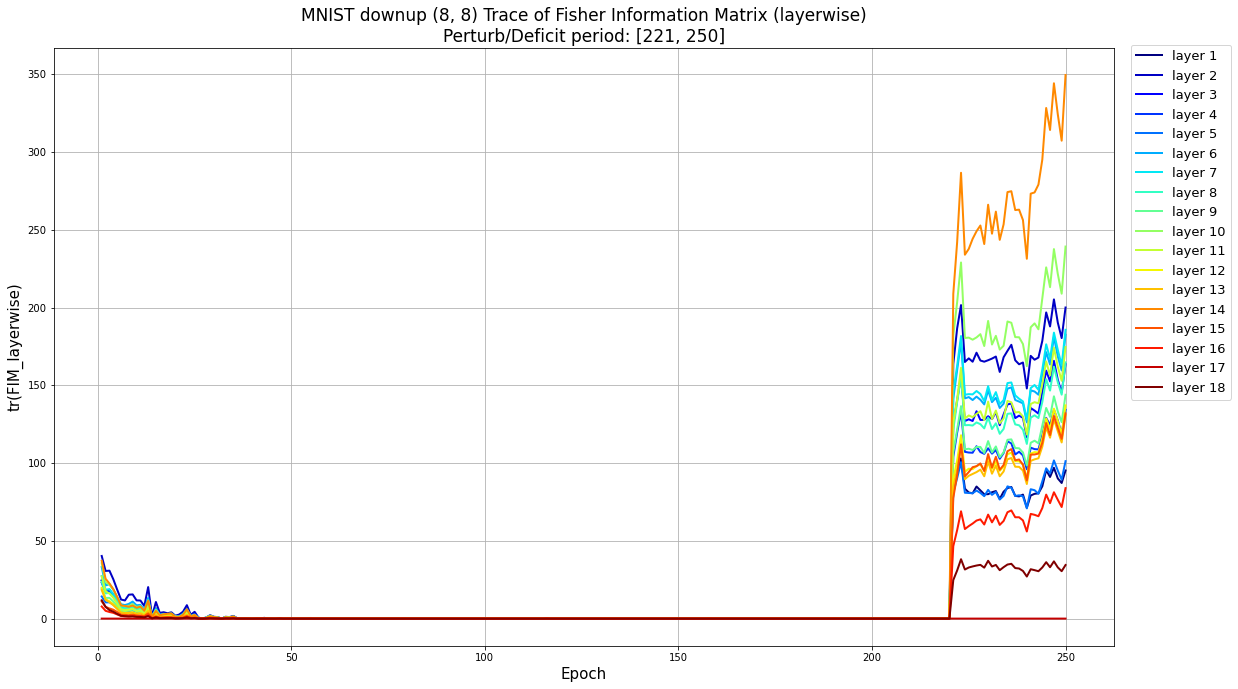 MNIST downup (8, 8) Trace of Fisher Information Matrix (layerwise)
Perturb/Deficit period: [221, 250]
350
300
250
200
150
100
50
0
tr(FIM_layerwise)
0
50
100
150
200
250
Epoch
layer 1
layer 2
layer 3
layer 4
layer 5
layer 6
layer 7
layer 8
layer 9
layer 10
layer 11
layer 12
layer 13
layer 14
layer 15
layer 16
layer 17
layer 18